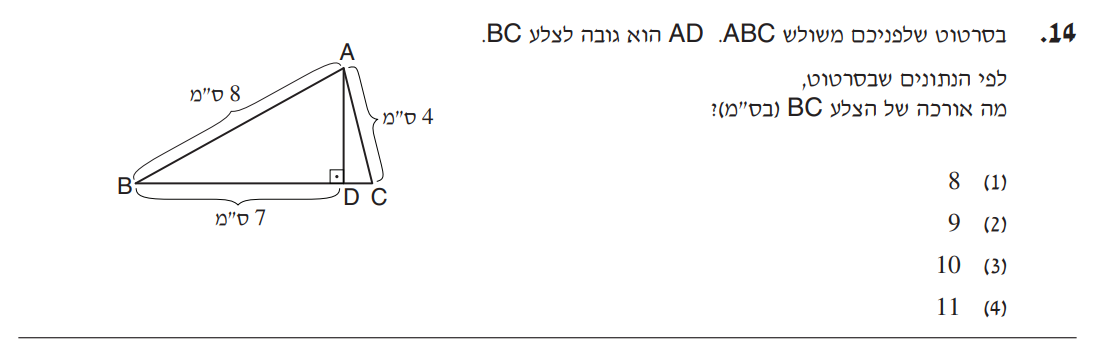 14. בסרטוט שלפניכם משולש ABC. AD הוא גובה לצלע BC.
לפי הנתונים שבסרטוט,
מה אורכה של הצלע BC (בס"מ)?
(1) 8
(2) 9
(3) 10
(4) 11
A
8 ס"מ
4 ס"מ
B
D C
7 ס"מ